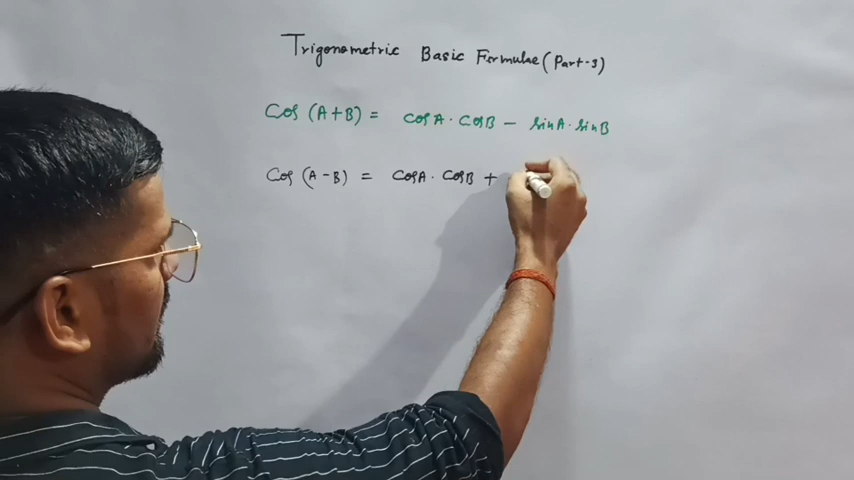 Trigonometric Basic Formulae (Part-3)
Cos (A+B) = cosA · cosB - sinA · sinB
Cos (A-B) = cosA · cosB +